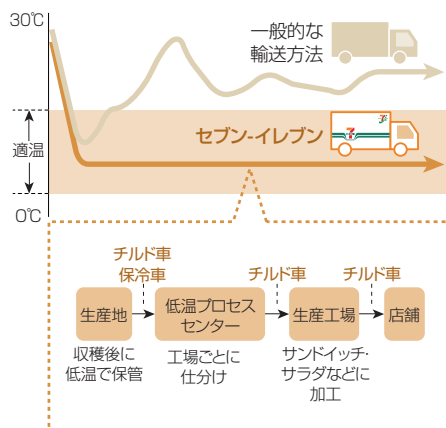 30℃
一般的な
輸送方法
セブン-イレブン
適温
0℃
チルド車
保冷車
チルド車
チルド車
生産地
低温プロセス
センター
生産工場
店舗
収穫後に
低温で保管
工場ごとに
仕分け
サンドイッチ・
サラダなどに
加工